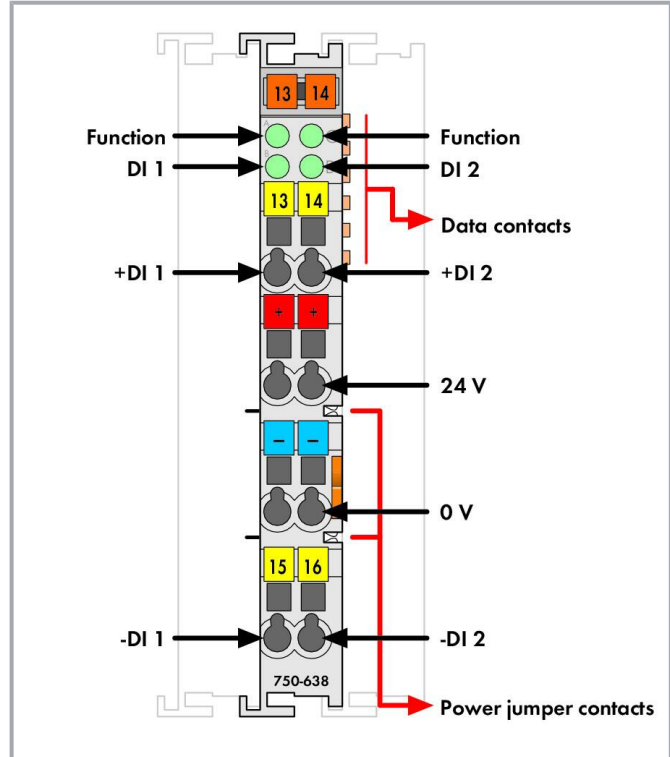 13 14
A C
Function Function
B D
DI 1 DI 2
13 14
Data contacts
+DI 1 +DI 2
+ +
24 V
− −
0 V
15 16
-DI 1 -DI 2
750-638
Power jumper contacts